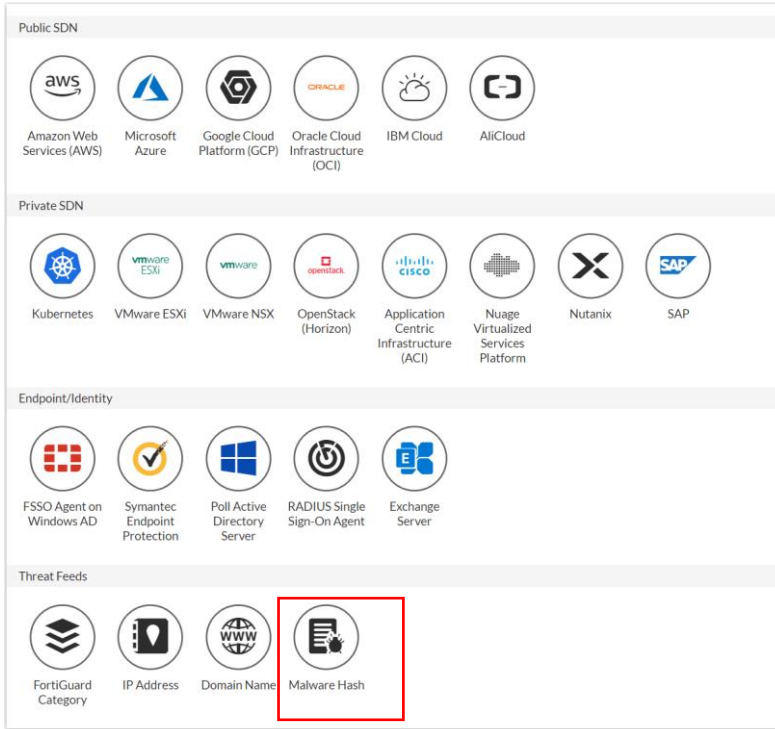 Public SDN
aws
ORACLE
Amazon Web
Services (AWS)
Microsoft
Azure
Google Cloud
Platform (GCP)
Oracle Cloud
Infrastructure
(OCI)
IBM Cloud
AliCloud
Private SDN
vmware
ESXi
vmware
openstack.
CISCO
SAP
Kubernetes
VMware ESXi
VMware NSX
OpenStack
(Horizon)
Application
Centric
Infrastructure
(ACI)
Nuage
Virtualized
Services
Platform
Nutanix
SAP
Endpoint/Identity
E
FSSO Agent on
Windows AD
Symantec
Endpoint
Protection
Poll Active
Directory
Server
RADIUS Single
Sign-On Agent
Exchange
Server
Threat Feeds
WWW
FortiGuard
Category
IP Address
Domain Name
Malware Hash